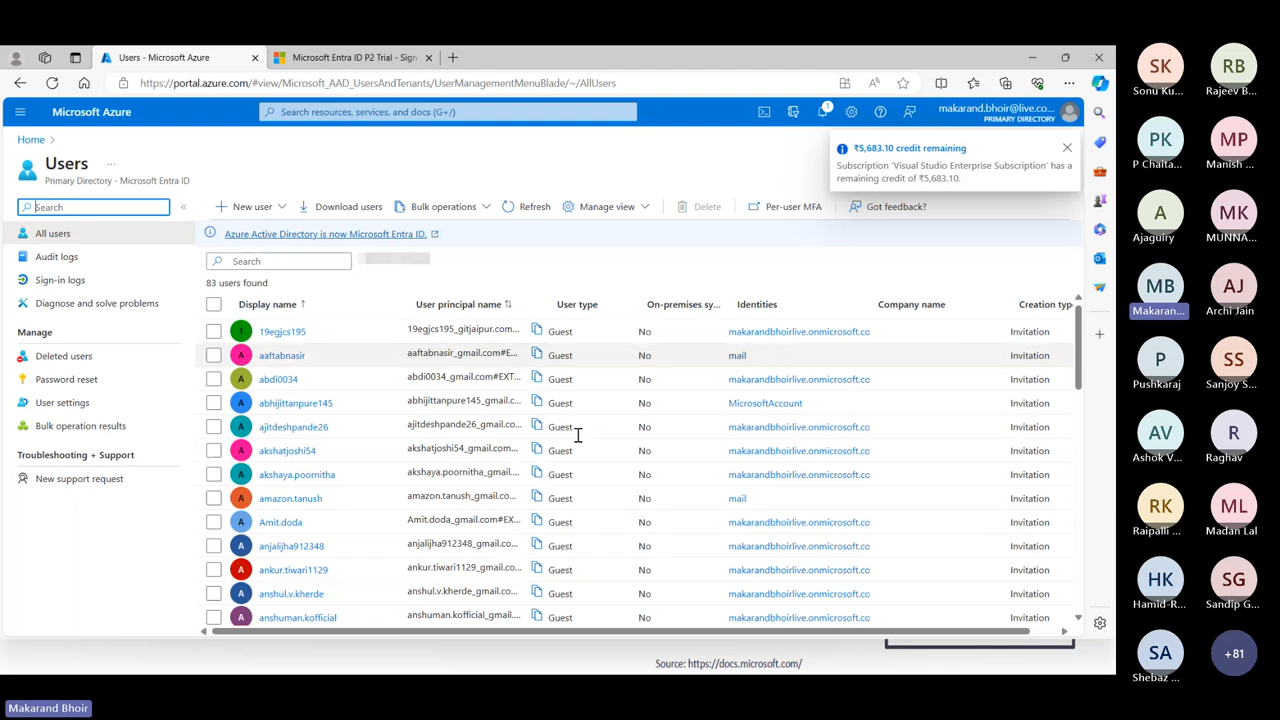 Users - Microsoft Azure
Microsoft Entra ID P2 Trial - Sign
https://portal.azure.com/#view/Microsoft_AAD_UsersAndTenants/UserManagementMenuBlade/~/AllUsers
Microsoft Azure
Search resources, services, and docs (G+/)
1
makarand.bhoir@live.co...
PRIMARY DIRECTORY
Home
Users
...
Primary Directory - Microsoft Entra ID
₹5,683.10 credit remaining
Subscription 'Visual Studio Enterprise Subscription' has a
remaining credit of ₹5,683.10.
Search
New user
Download users
Bulk operations
Refresh
Manage view
Delete
Per-user MFA
Got feedback?
All users
Audit logs
Sign-in logs
Diagnose and solve problems
Manage
Deleted users
Password reset
User settings
Bulk operation results
Troubleshooting + Support
New support request
Azure Active Directory is now Microsoft Entra ID.
Search
83 users found
Display name ↑ User principal name ↑↓ User type On-premises sy... Identities Company name Creation typ
1 19egjcs195 19egjcs195_gitjaipur.com... Guest No makarandbhoirlive.onmicrosoft.co Invitation
A aaftabnasir aaftabnasir_gmail.com#E... Guest No mail Invitation
A abdi0034 abdi0034_gmail.com#EXT... Guest No makarandbhoirlive.onmicrosoft.co Invitation
A abhijittanpure145 abhijittanpure145_gmail.c... Guest No MicrosoftAccount Invitation
A ajitdeshpande26 ajitdeshpande26_gmail.co... Guest No makarandbhoirlive.onmicrosoft.co Invitation
A akshatjoshi54 akshatjoshi54_gmail.com#... Guest No makarandbhoirlive.onmicrosoft.co Invitation
A akshaya.poornitha akshaya.poornitha_gmail.... Guest No makarandbhoirlive.onmicrosoft.co Invitation
A amazon.tanush amazon.tanush_gmail.co... Guest No mail Invitation
A Amit.doda Amit.doda_gmail.com#EX... Guest No makarandbhoirlive.onmicrosoft.co Invitation
A anjalijha912348 anjalijha912348_gmail.co... Guest No makarandbhoirlive.onmicrosoft.co Invitation
A ankur.tiwari1129 ankur.tiwari1129_gmail.co... Guest No makarandbhoirlive.onmicrosoft.co Invitation
A anshul.v.kherde anshul.v.kherde_gmail.co... Guest No makarandbhoirlive.onmicrosoft.co Invitation
A anshuman.kofficial anshuman.kofficial_gmail... Guest No makarandbhoirlive.onmicrosoft.co Invitation
Source: https://docs.microsoft.com/
Makarand Bhoir
SK RB
Sonu Ku... Rajeev B...
PK MP
P Chaita... Manish ...
A MK
Ajaguiry MUNNA...
MB AJ
Makaran... Archi Jain
P SS
Pushkaraj Sanjoy S...
AV R
Ashok V... Raghav
RK ML
Raipalli ... Madan Lal
HK SG
Hamid-R... Sandip G...
SA +81
Shebaz ...